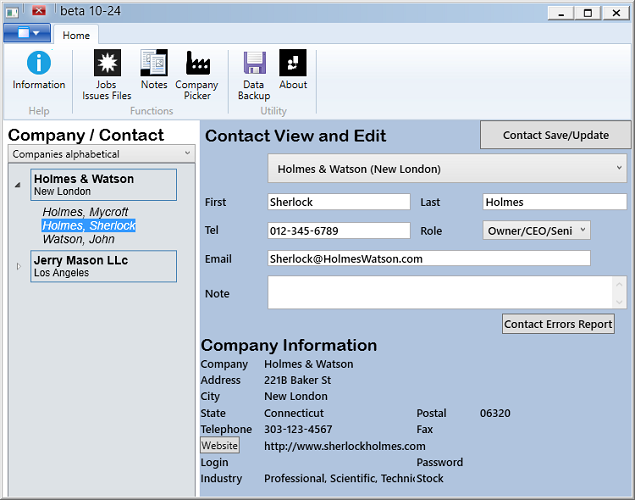 beta 10-24
Home
Information
Jobs
Issues Files
Notes
Company
Picker
Data
Backup
About
Help
Functions
Utility
Company / Contact
Companies alphabetical
Holmes & Watson
New London
Holmes, Mycroft
Holmes, Sherlock
Watson, John
Jerry Mason LLc
Los Angeles
Contact View and Edit
Contact Save/Update
Holmes & Watson (New London)
First Sherlock Last Holmes
Tel 012-345-6789 Role Owner/CEO/Seni
Email Sherlock@HolmesWatson.com
Note
Contact Errors Report
Company Information
Company Holmes & Watson
Address 221B Baker St
City New London
State Connecticut Postal 06320
Telephone 303-123-4567 Fax
Website http://www.sherlockholmes.com
Login Password
Industry Professional, Scientific, Technic Stock